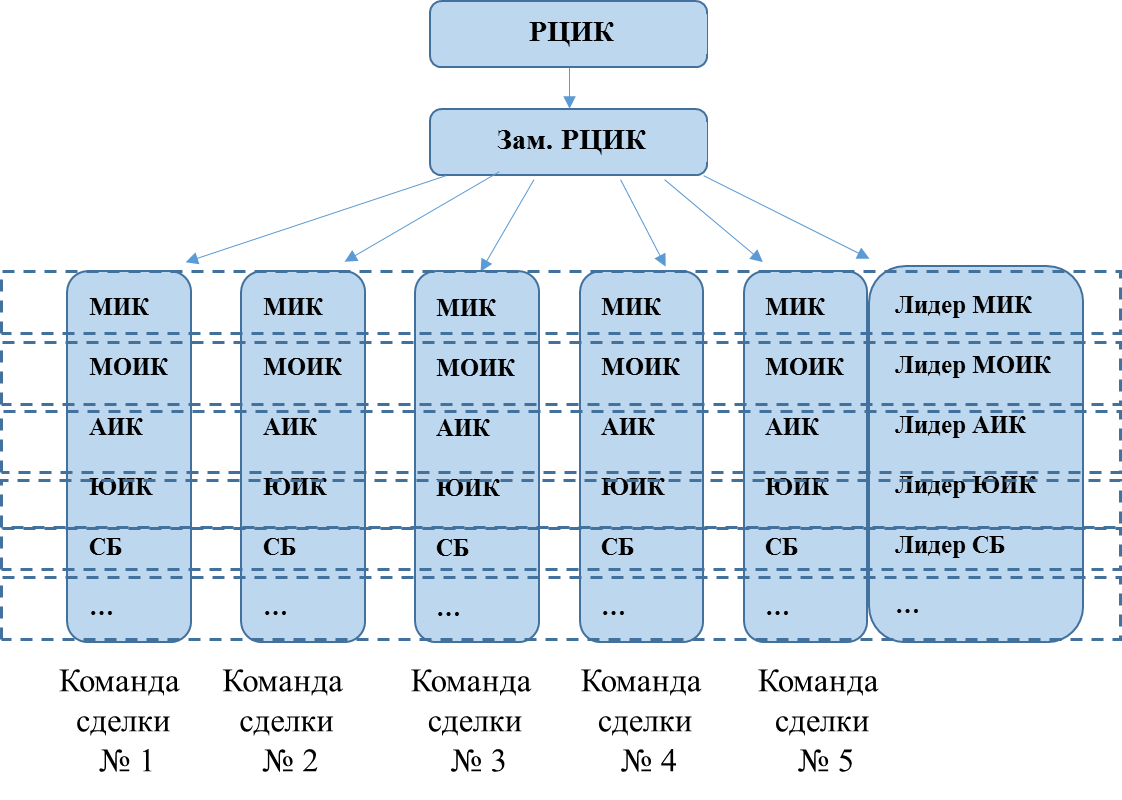 РЦИК
Зам. РЦИК
МИК
МОИК
АИК
ЮИК
СБ
...
МИК
МОИК
АИК
ЮИК
СБ
...
МИК
МОИК
АИК
ЮИК
СБ
...
МИК
МОИК
АИК
ЮИК
СБ
...
МИК
МОИК
АИК
ЮИК
СБ
...
Лидер МИК
Лидер МОИК
Лидер АИК
Лидер ЮИК
Лидер СБ
...
Команда
сделки
№ 1
Команда
сделки
№ 2
Команда
сделки
№ 3
Команда
сделки
№ 4
Команда
сделки
№ 5